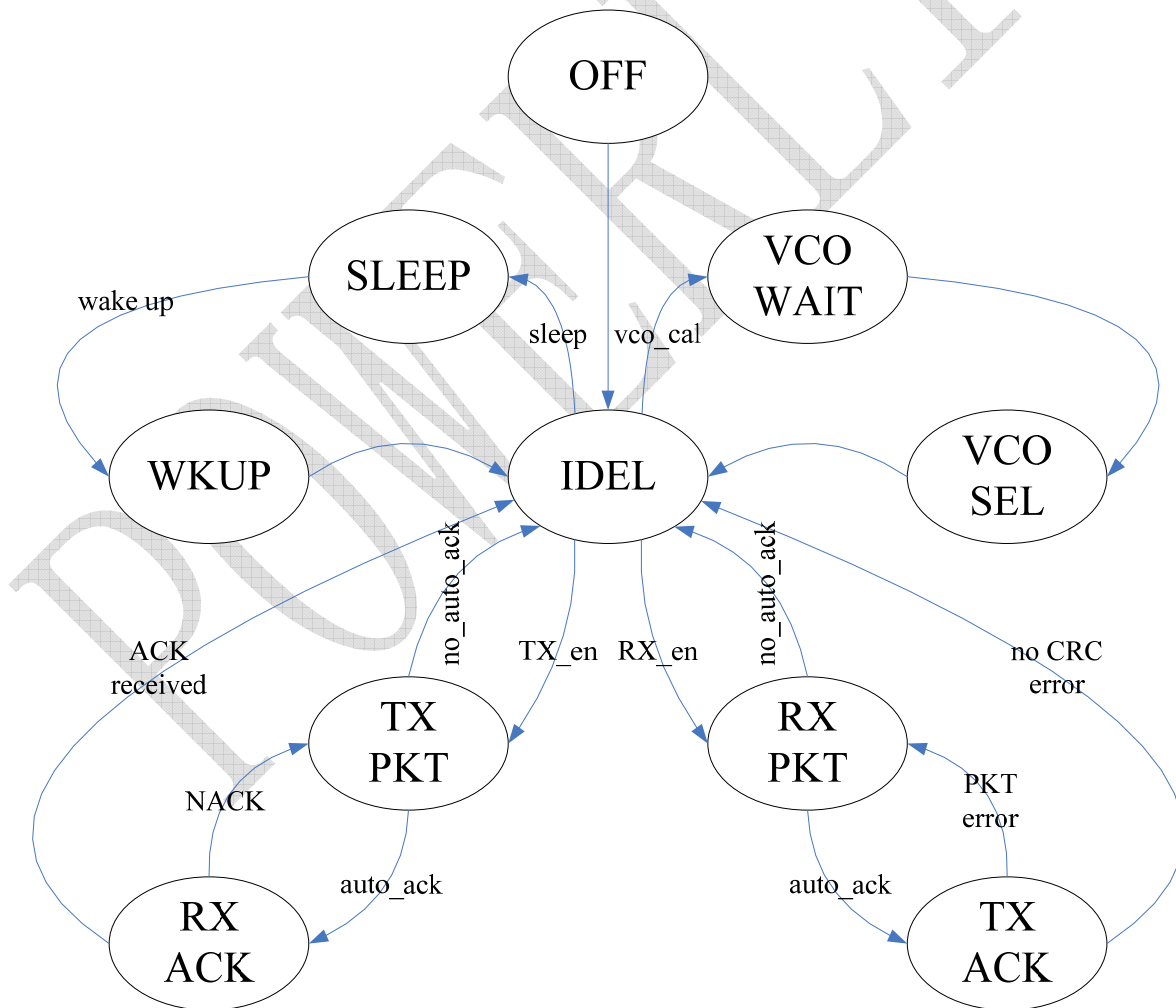 OFF
SLEEP
VCO
WAIT
wake up
sleep
vco_cal
WKUP
IDEL
VCO
SEL
no_auto_ack
no_auto_ack
ACK
received
TX_en
RX_en
no CRC
error
TX
PKT
RX
PKT
NACK
PKT
error
auto_ack
auto_ack
RX
ACK
TX
ACK